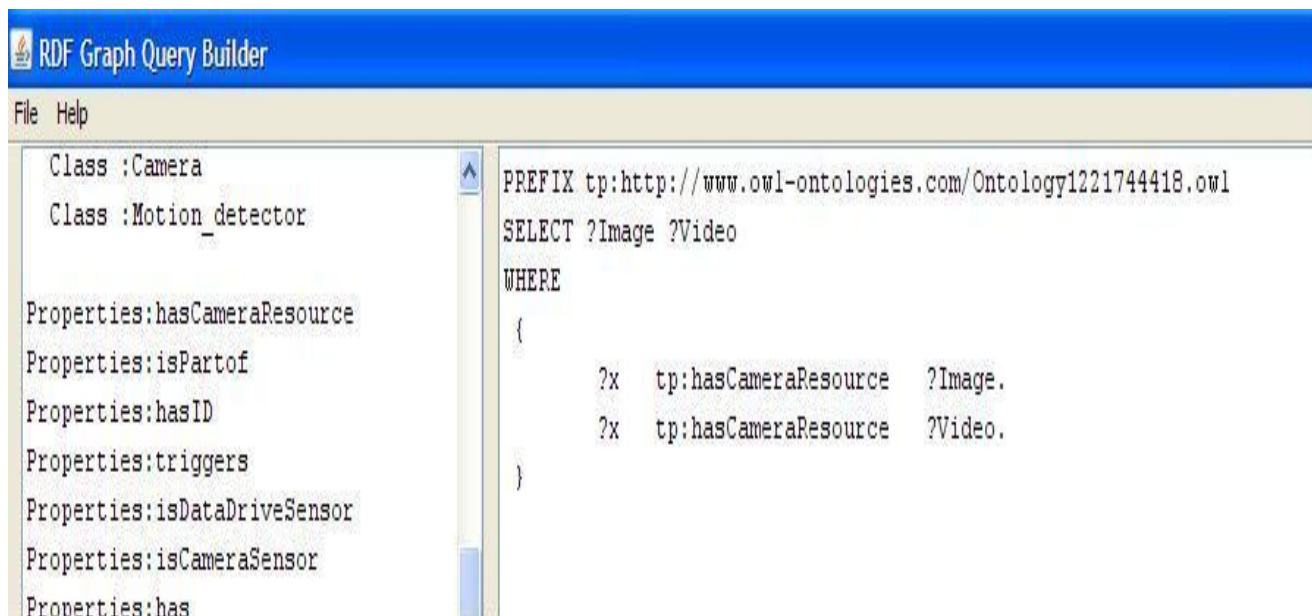 RDF Graph Query Builder
File Help
Class :Camera
Class :Motion_detector
Properties:hasCameraResource
Properties:isPartof
Properties:hasID
Properties:triggers
Properties:isDataDriveSensor
Properties:isCameraSensor
Properties:has
PREFIX tp:http://www.owl-ontologies.com/Ontology1221744418.owl
SELECT ?Image ?Video
WHERE
{
?x tp:hasCameraResource ?Image.
?x tp:hasCameraResource ?Video.
}